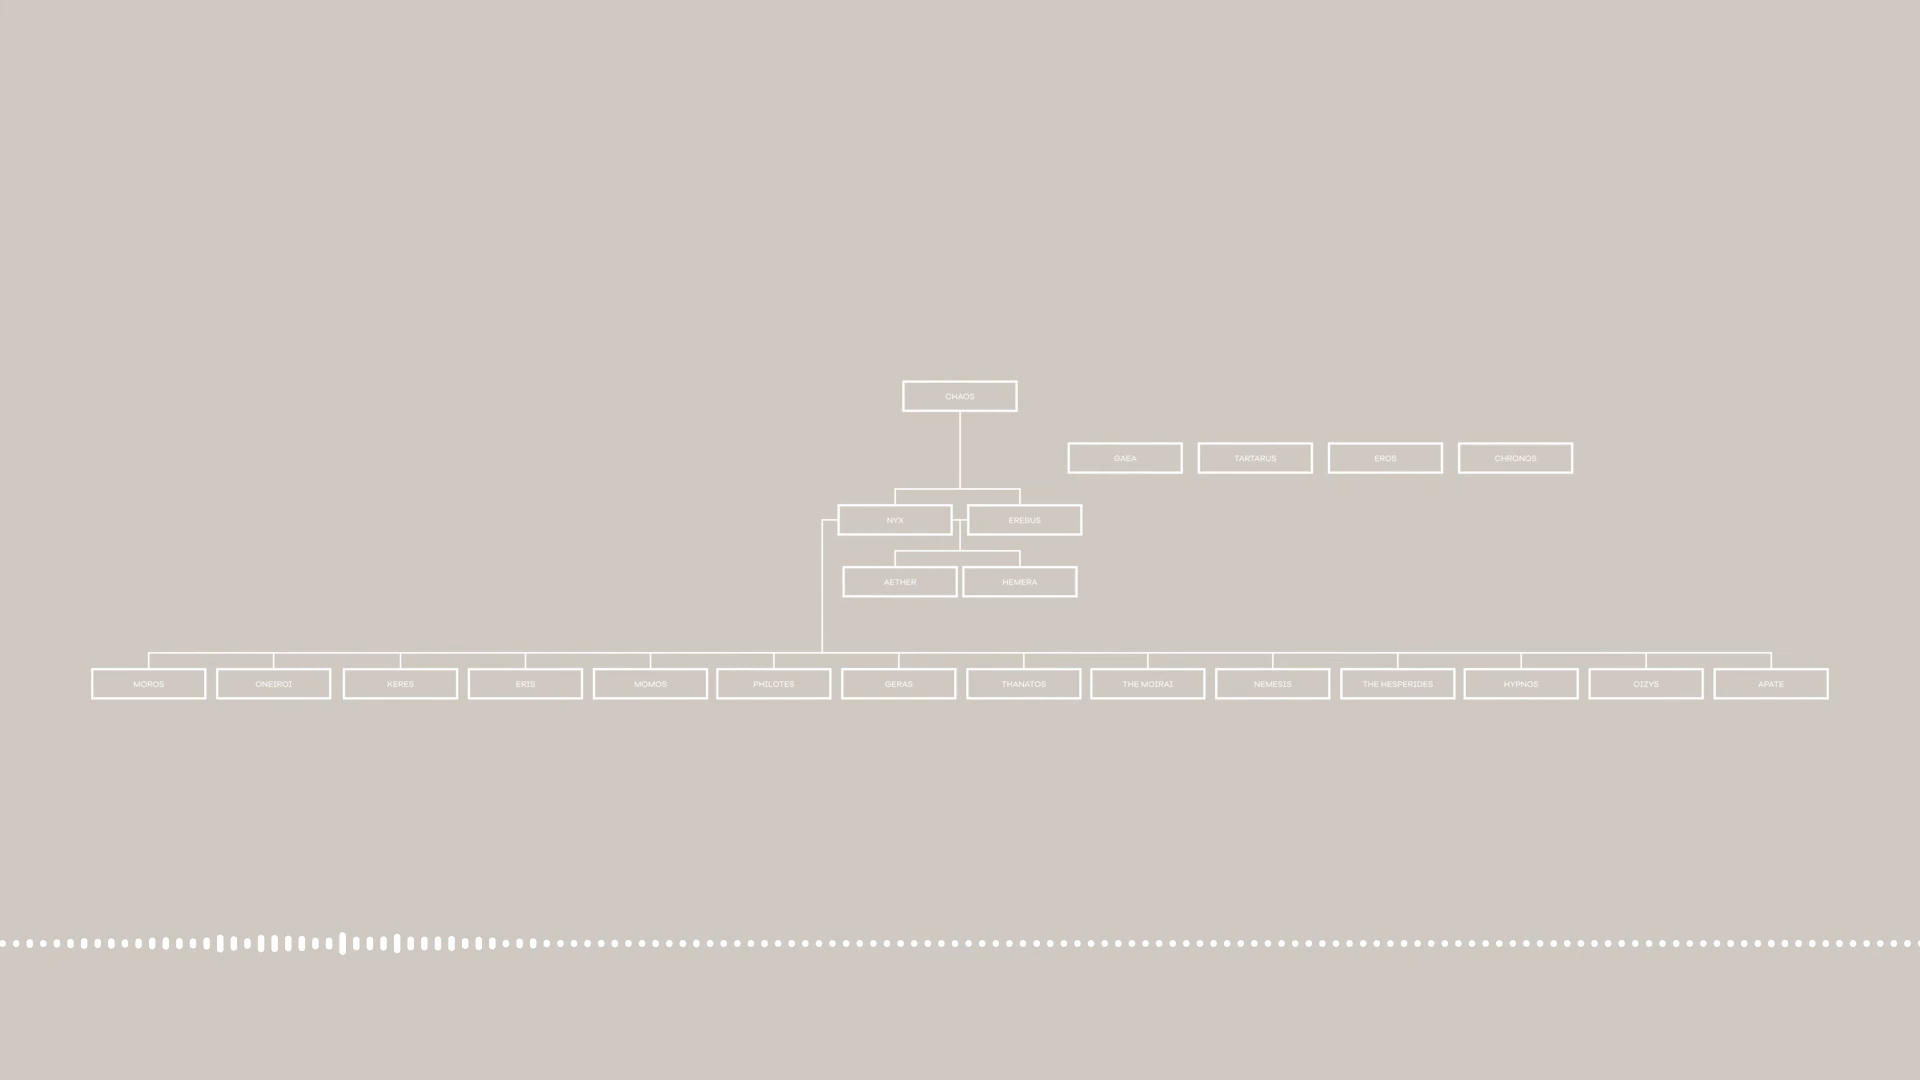 CHAOS
GAEA
TARTARUS
EROS
CHRONOS
NYX
EREBUS
AETHER
HEMERA
MOROS
ONEIROI
KERES
ERIS
MOMOS
PHILOTES
GERAS
THANATOS
THE MOIRAI
NEMESIS
THE HESPERIDES
HYPNOS
OIZYS
APATE